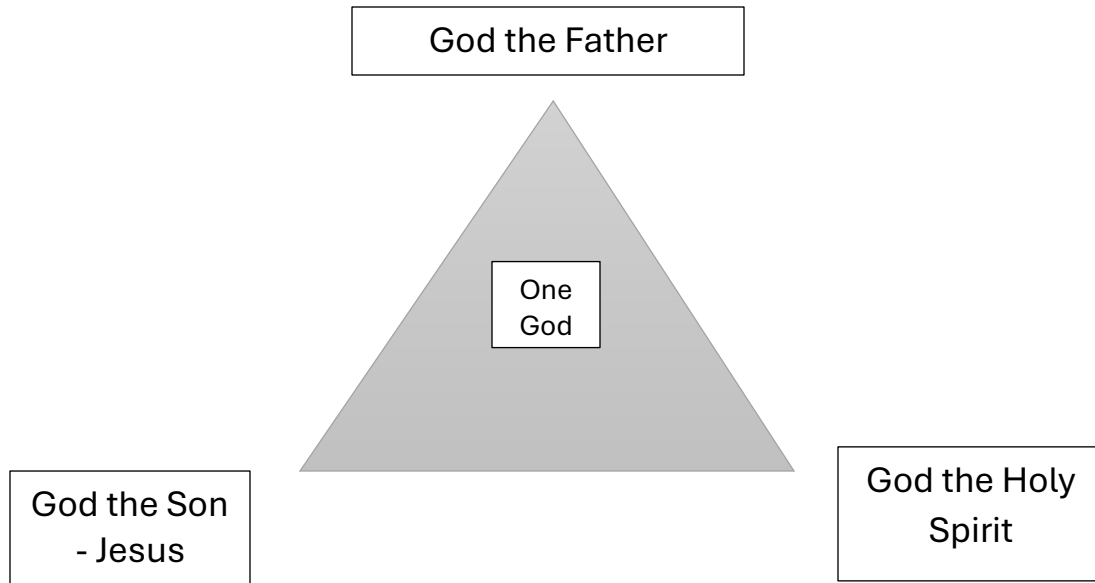 God the Father
One
God
God the Son
- Jesus
God the Holy
Spirit